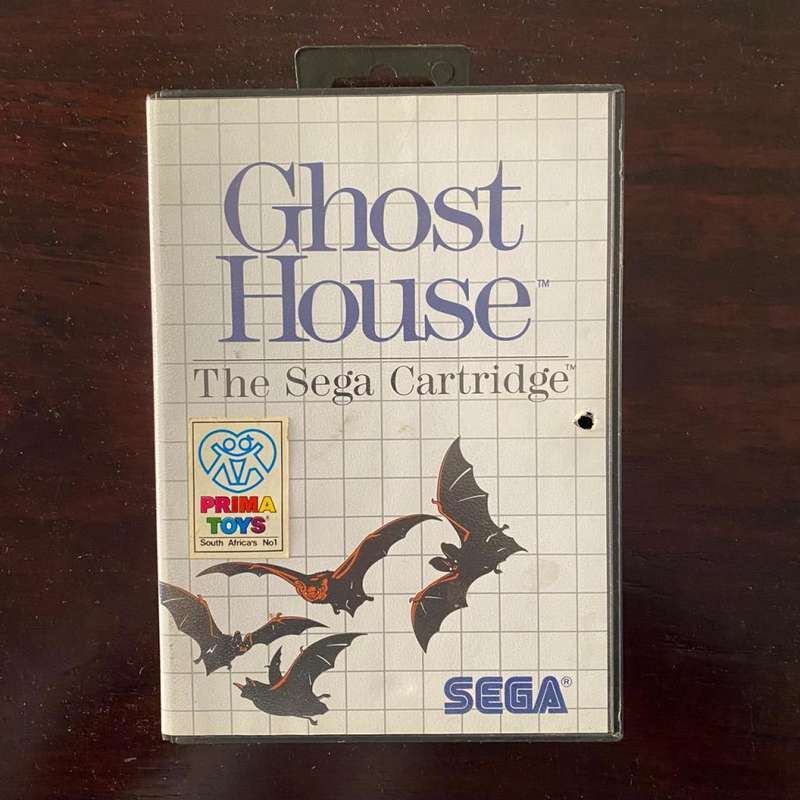 Ghost
House™
The Sega Cartridge™
PRIMA
TOYS®
South Africa's No1
SEGA®